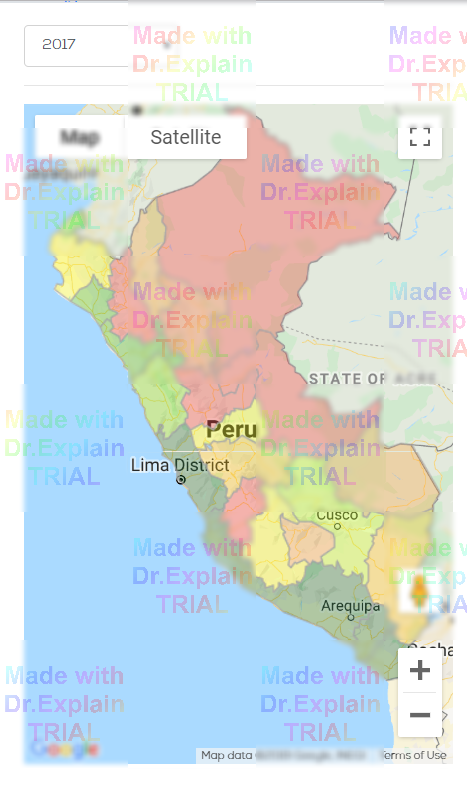 2017
Made with
Dr.Explain
TRIAL
Made with
Dr.Explain
TRIAL
Map
Satellite
Made with
Dr.Explain
TRIAL
Made with
Dr.Explain
TRIAL
Made with
Dr.Explain
TRIAL
Made with
Dr.Explain
TRIAL
STATE OF ACRE
Made with
Dr.Explain
TRIAL
Made with
Dr.Explain
TRIAL
Peru
Lima District
Cusco
Made with
Dr.Explain
TRIAL
Made with
Dr.Explain
TRIAL
Arequipa
Made with
Dr.Explain
TRIAL
Made with
Dr.Explain
TRIAL
+
−
Google
Map data
Terms of Use